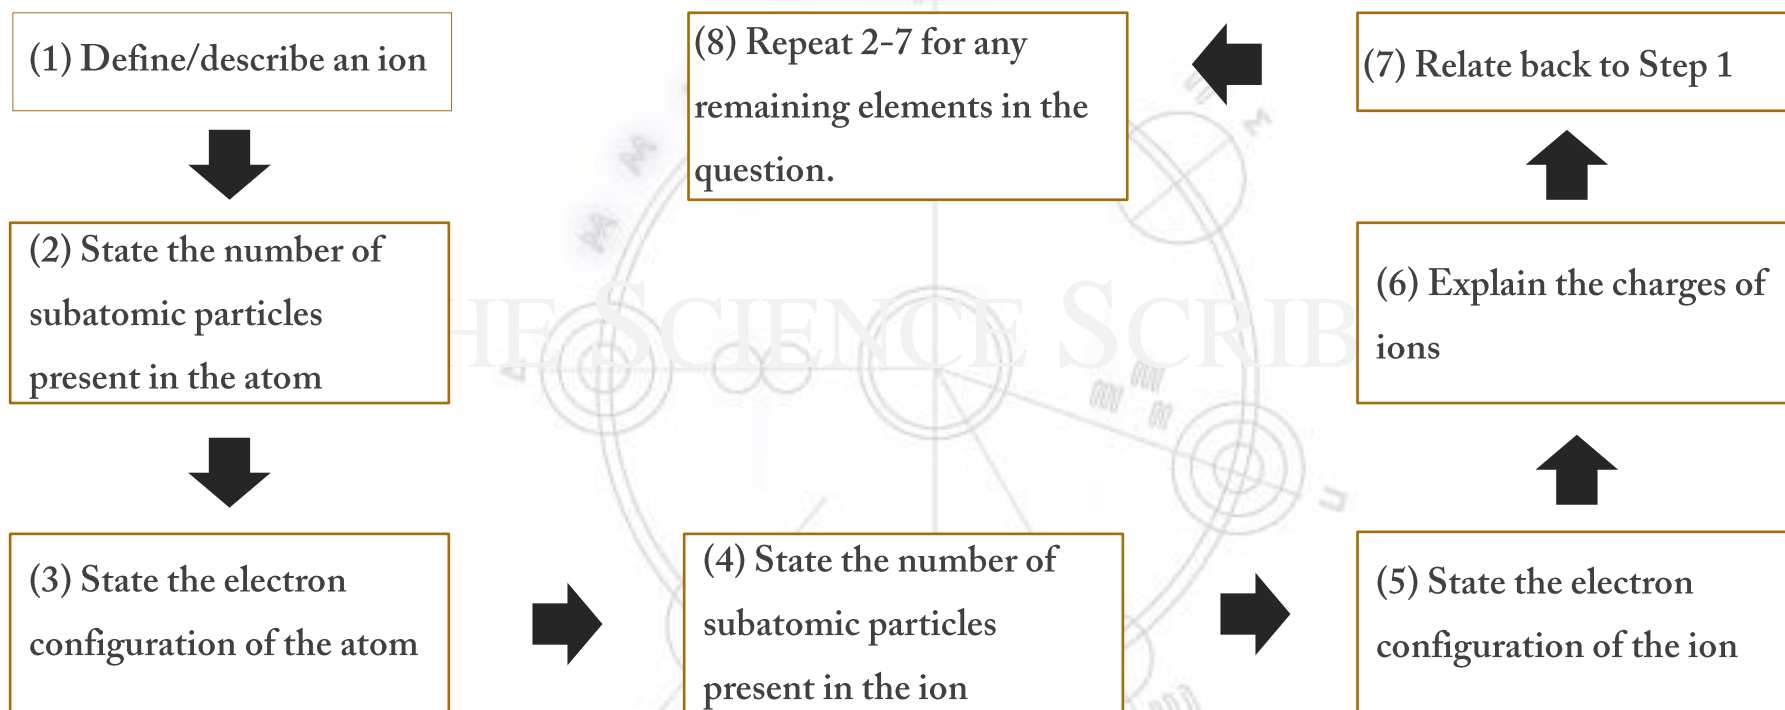 (1) Define/describe an ion
(2) State the number of
subatomic particles
present in the atom
(3) State the electron
configuration of the atom
(4) State the number of
subatomic particles
present in the ion
(5) State the electron
configuration of the ion
(6) Explain the charges of
ions
(7) Relate back to Step 1
(8) Repeat 2-7 for any
remaining elements in the
question.
HE SCIENCE SCRIB